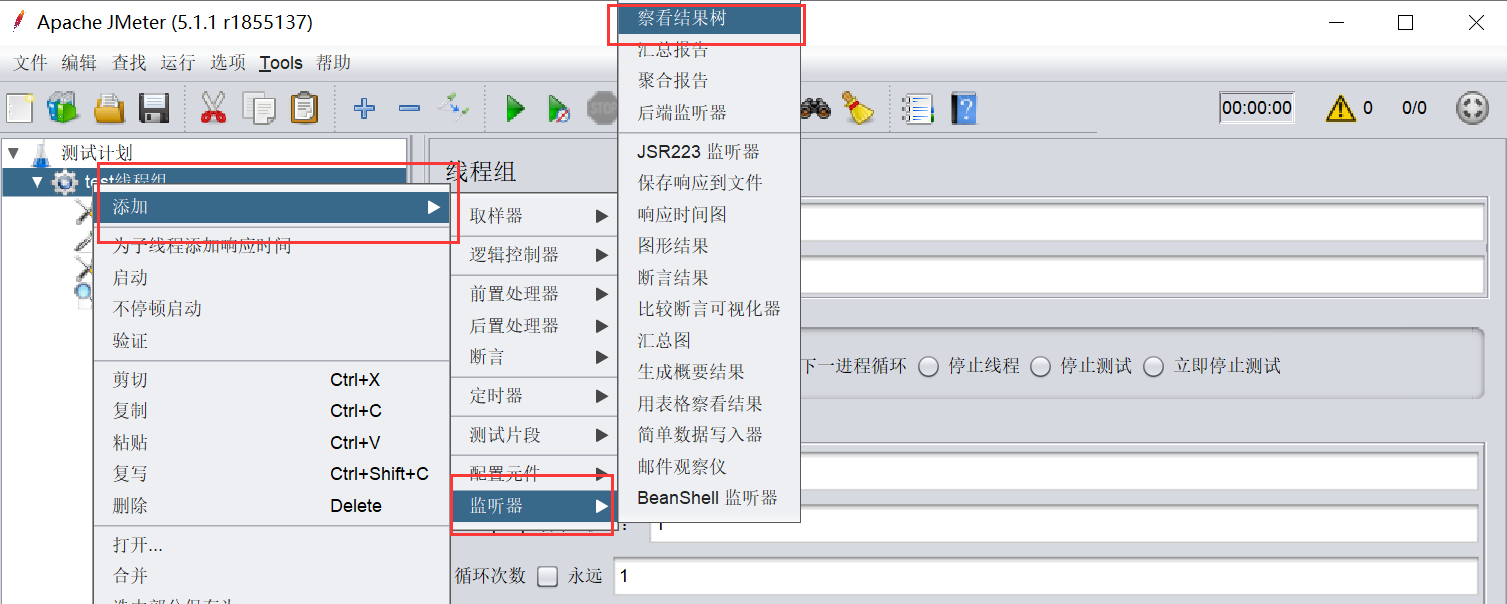 Apache JMeter (5.1.1 r1855137)
文件 编辑 查找 运行 选项 Tools 帮助
STOP
00:00:00
0
0/0
测试计划
test线程组
添加
为子线程添加响应时间
启动
不停顿启动
验证
剪切 Ctrl+X
复制 Ctrl+C
粘贴 Ctrl+V
复写 Ctrl+Shift+C
删除 Delete
打开...
合并
选中部分保存为
线程组
取样器
逻辑控制器
前置处理器
后置处理器
断言
定时器
测试片段
配置元件
监听器
察看结果树
汇总报告
聚合报告
后端监听器
JSR223 监听器
保存响应到文件
响应时间图
图形结果
断言结果
比较断言可视化器
汇总图
生成概要结果
用表格察看结果
简单数据写入器
邮件观察仪
BeanShell 监听器
下一进程循环 停止线程 停止测试 立即停止测试
1
循环次数 永远 1